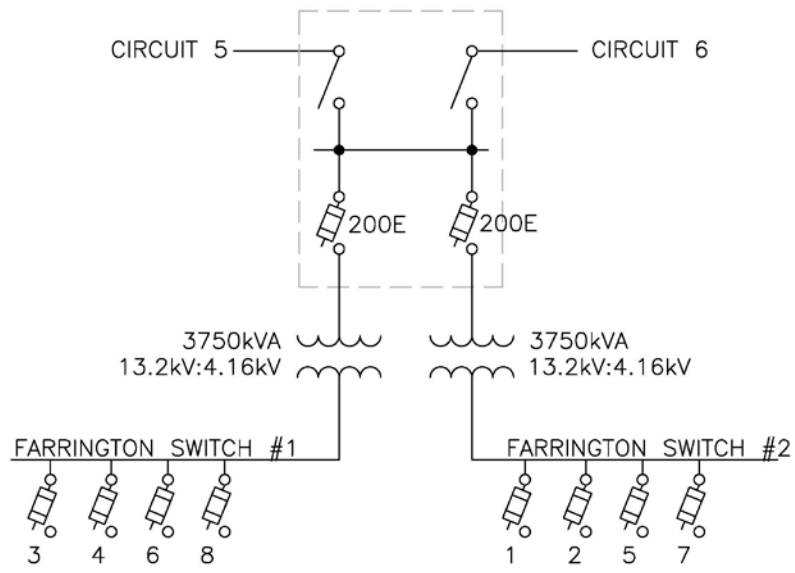 CIRCUIT 5
CIRCUIT 6
200E
200E
3750kVA
13.2kV:4.16kV
3750kVA
13.2kV:4.16kV
FARRINGTON SWITCH #1
FARRINGTON SWITCH #2
3 4 6 8
1 2 5 7